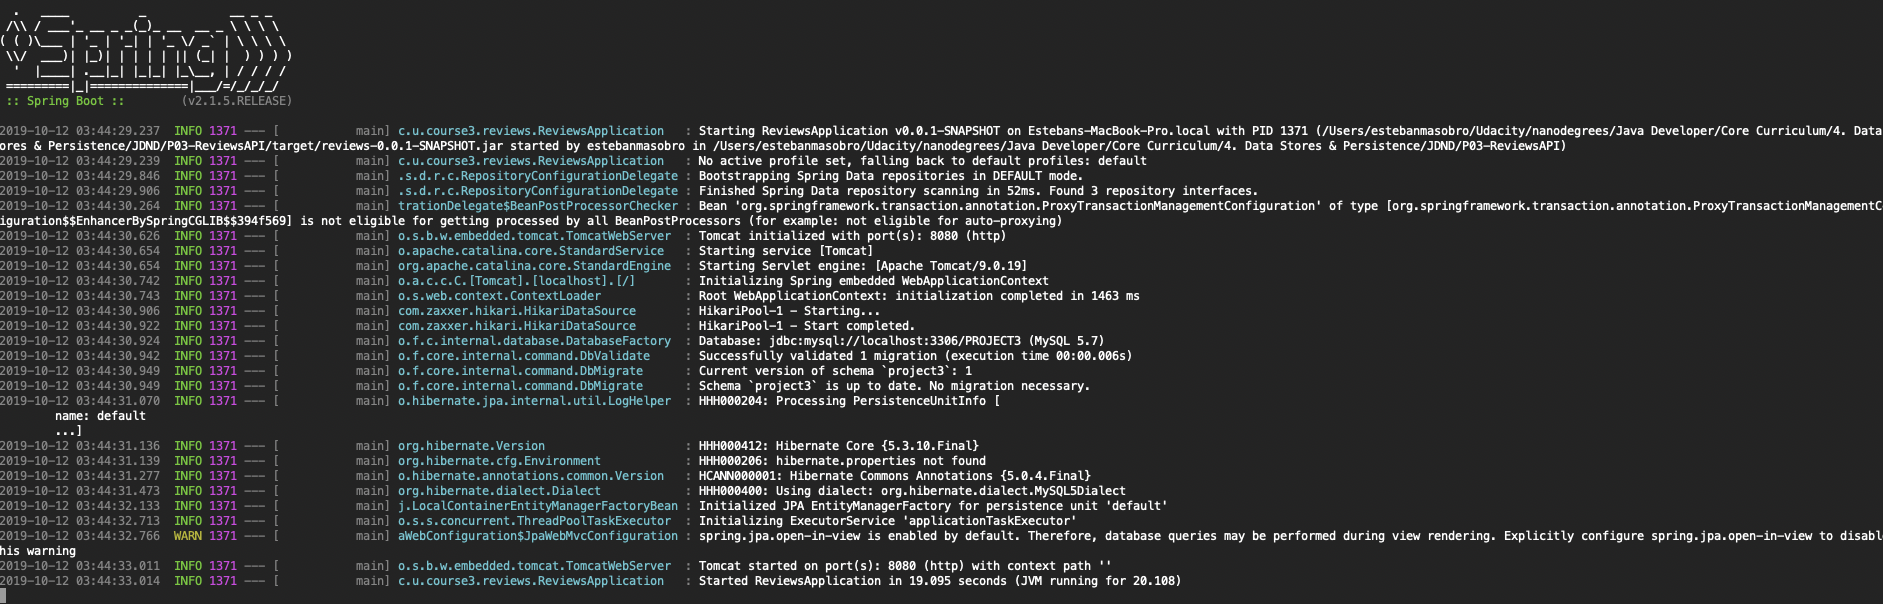 .   ____          _            __ _ _
 /\\ / ___'_ __ _ _(_)_ __  __ _ \ \ \ \
( ( )\___ | '_ | '_| | '_ \/ _` | \ \ \ \
 \\/  ___)| |_)| | | | | || (_| |  ) ) ) )
  '  |____| .__|_| |_|_| |_\__, | / / / /
 =========|_|==============|___/=/_/_/_/
 :: Spring Boot ::        (v2.1.5.RELEASE)
2019-10-12 03:44:29.237  INFO 1371 --- [           main] c.u.course3.reviews.ReviewsApplication   : Starting ReviewsApplication v0.0.1-SNAPSHOT on Estebans-MacBook-Pro.local with PID 1371 (/Users/estebanmasobro/Udacity/nanodegrees/Java Developer/Core Curriculum/4. Data
ores & Persistence/JDND/P03-ReviewsAPI/target/reviews-0.0.1-SNAPSHOT.jar started by estebanmasobro in /Users/estebanmasobro/Udacity/nanodegrees/Java Developer/Core Curriculum/4. Data Stores & Persistence/JDND/P03-ReviewsAPI)
2019-10-12 03:44:29.239  INFO 1371 --- [           main] c.u.course3.reviews.ReviewsApplication   : No active profile set, falling back to default profiles: default
2019-10-12 03:44:29.846  INFO 1371 --- [           main] .s.d.r.c.RepositoryConfigurationDelegate : Bootstrapping Spring Data repositories in DEFAULT mode.
2019-10-12 03:44:29.906  INFO 1371 --- [           main] .s.d.r.c.RepositoryConfigurationDelegate : Finished Spring Data repository scanning in 52ms. Found 3 repository interfaces.
2019-10-12 03:44:30.264  INFO 1371 --- [           main] trationDelegate$BeanPostProcessorChecker : Bean 'org.springframework.transaction.annotation.ProxyTransactionManagementConfiguration' of type [org.springframework.transaction.annotation.ProxyTransactionManagementC
iguration$$EnhancerBySpringCGLIB$$394f569] is not eligible for getting processed by all BeanPostProcessors (for example: not eligible for auto-proxying)
2019-10-12 03:44:30.626  INFO 1371 --- [           main] o.s.b.w.embedded.tomcat.TomcatWebServer  : Tomcat initialized with port(s): 8080 (http)
2019-10-12 03:44:30.654  INFO 1371 --- [           main] o.apache.catalina.core.StandardService   : Starting service [Tomcat]
2019-10-12 03:44:30.654  INFO 1371 --- [           main] org.apache.catalina.core.StandardEngine  : Starting Servlet engine: [Apache Tomcat/9.0.19]
2019-10-12 03:44:30.742  INFO 1371 --- [           main] o.a.c.c.C.[Tomcat].[localhost].[/]       : Initializing Spring embedded WebApplicationContext
2019-10-12 03:44:30.743  INFO 1371 --- [           main] o.s.web.context.ContextLoader            : Root WebApplicationContext: initialization completed in 1463 ms
2019-10-12 03:44:30.906  INFO 1371 --- [           main] com.zaxxer.hikari.HikariDataSource       : HikariPool-1 - Starting...
2019-10-12 03:44:30.922  INFO 1371 --- [           main] com.zaxxer.hikari.HikariDataSource       : HikariPool-1 - Start completed.
2019-10-12 03:44:30.924  INFO 1371 --- [           main] o.f.c.internal.database.DatabaseFactory  : Database: jdbc:mysql://localhost:3306/PROJECT3 (MySQL 5.7)
2019-10-12 03:44:30.942  INFO 1371 --- [           main] o.f.core.internal.command.DbValidate     : Successfully validated 1 migration (execution time 00:00.006s)
2019-10-12 03:44:30.949  INFO 1371 --- [           main] o.f.core.internal.command.DbMigrate      : Current version of schema `project3`: 1
2019-10-12 03:44:30.949  INFO 1371 --- [           main] o.f.core.internal.command.DbMigrate      : Schema `project3` is up to date. No migration necessary.
2019-10-12 03:44:31.070  INFO 1371 --- [           main] o.hibernate.jpa.internal.util.LogHelper  : HHH000204: Processing PersistenceUnitInfo [
        name: default
        ...]
2019-10-12 03:44:31.136  INFO 1371 --- [           main] org.hibernate.Version                    : HHH000412: Hibernate Core {5.3.10.Final}
2019-10-12 03:44:31.139  INFO 1371 --- [           main] org.hibernate.cfg.Environment            : HHH000206: hibernate.properties not found
2019-10-12 03:44:31.277  INFO 1371 --- [           main] o.hibernate.annotations.common.Version   : HCANN000001: Hibernate Commons Annotations {5.0.4.Final}
2019-10-12 03:44:31.473  INFO 1371 --- [           main] org.hibernate.dialect.Dialect            : HHH000400: Using dialect: org.hibernate.dialect.MySQL5Dialect
2019-10-12 03:44:32.133  INFO 1371 --- [           main] j.LocalContainerEntityManagerFactoryBean : Initialized JPA EntityManagerFactory for persistence unit 'default'
2019-10-12 03:44:32.713  INFO 1371 --- [           main] o.s.s.concurrent.ThreadPoolTaskExecutor  : Initializing ExecutorService 'applicationTaskExecutor'
2019-10-12 03:44:32.766  WARN 1371 --- [           main] aWebConfiguration$JpaWebMvcConfiguration : spring.jpa.open-in-view is enabled by default. Therefore, database queries may be performed during view rendering. Explicitly configure spring.jpa.open-in-view to disabl
his warning
2019-10-12 03:44:33.011  INFO 1371 --- [           main] o.s.b.w.embedded.tomcat.TomcatWebServer  : Tomcat started on port(s): 8080 (http) with context path ''
2019-10-12 03:44:33.014  INFO 1371 --- [           main] c.u.course3.reviews.ReviewsApplication   : Started ReviewsApplication in 19.095 seconds (JVM running for 20.108)